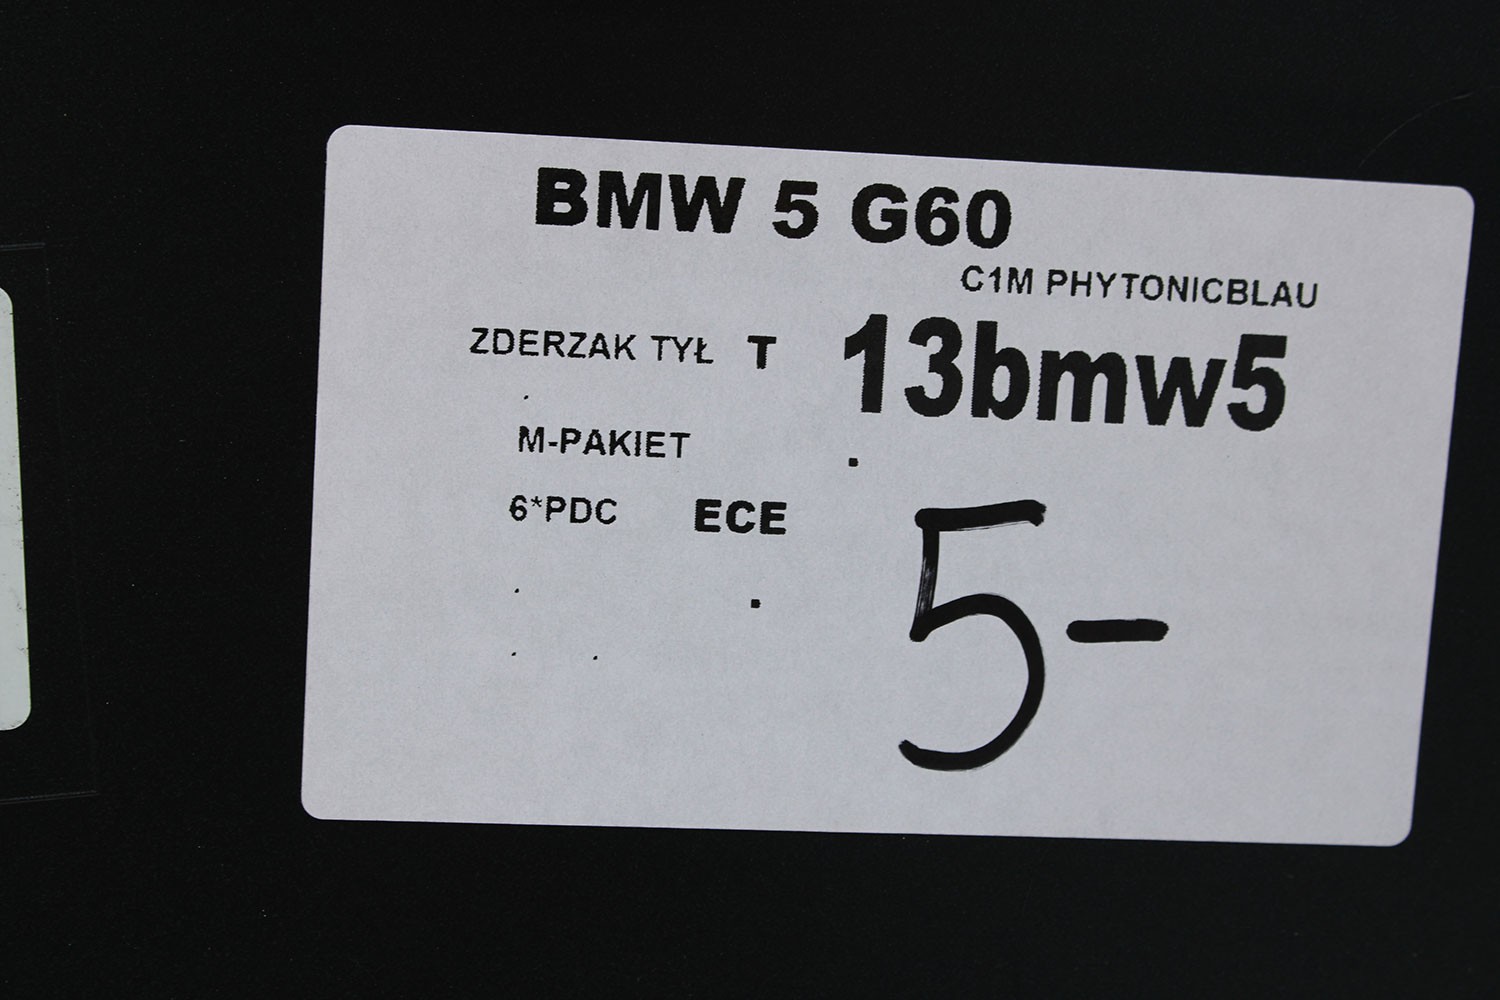 BMW 5 G60
C1M PHYTONICBLAU
ZDERZAK TYŁ T 13bmw5
M-PAKIET
6*PDC ECE
5-